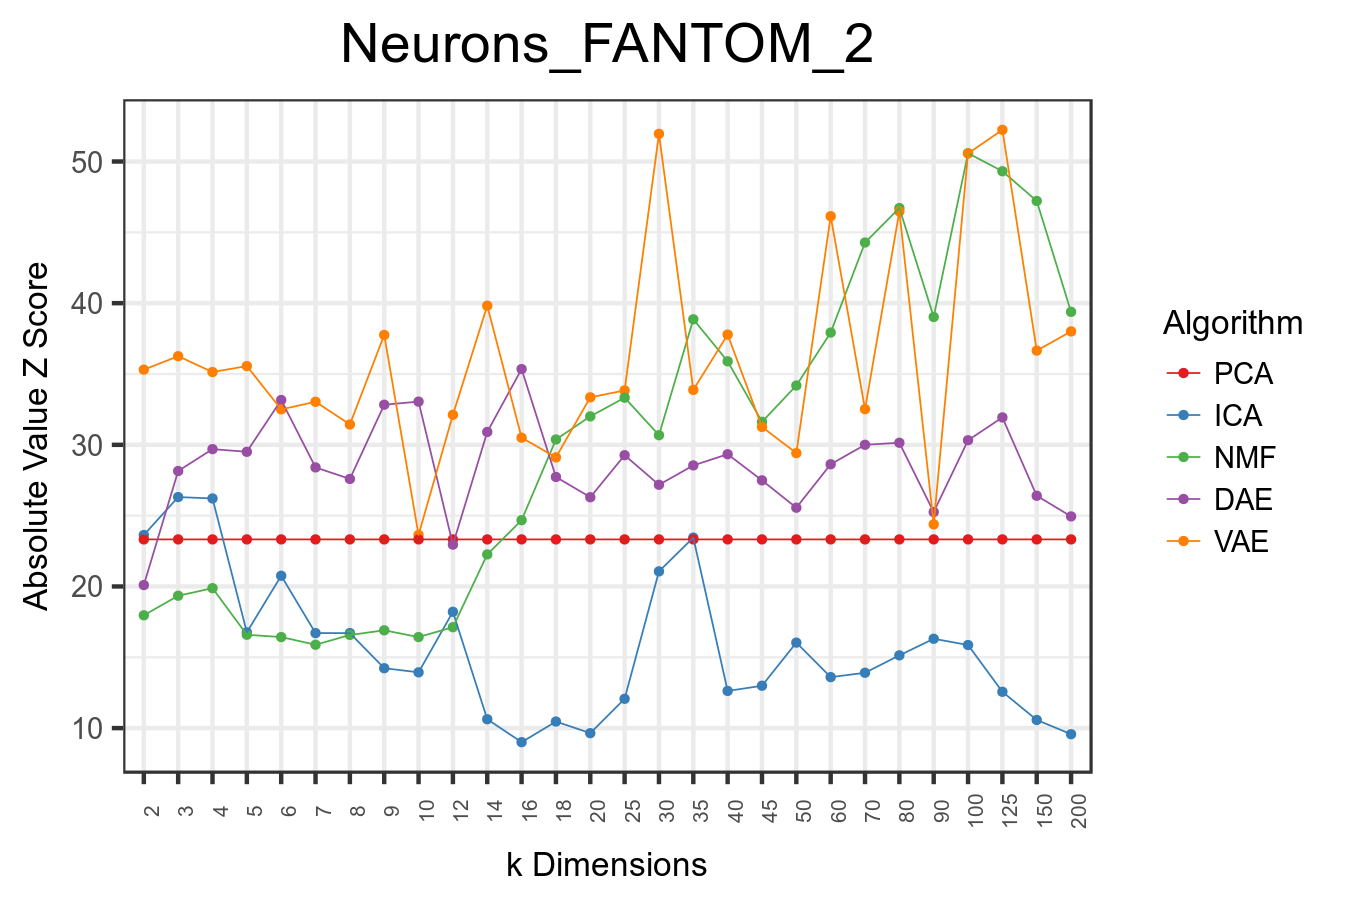 Neurons_FANTOM_2
Absolute Value Z Score
50
40
30
20
10
2 3 4 5 6 7 8 9 10 12 14 16 18 20 25 30 35 40 45 50 60 70 80 90 100 125 150 200
k Dimensions
Algorithm
PCA
ICA
NMF
DAE
VAE